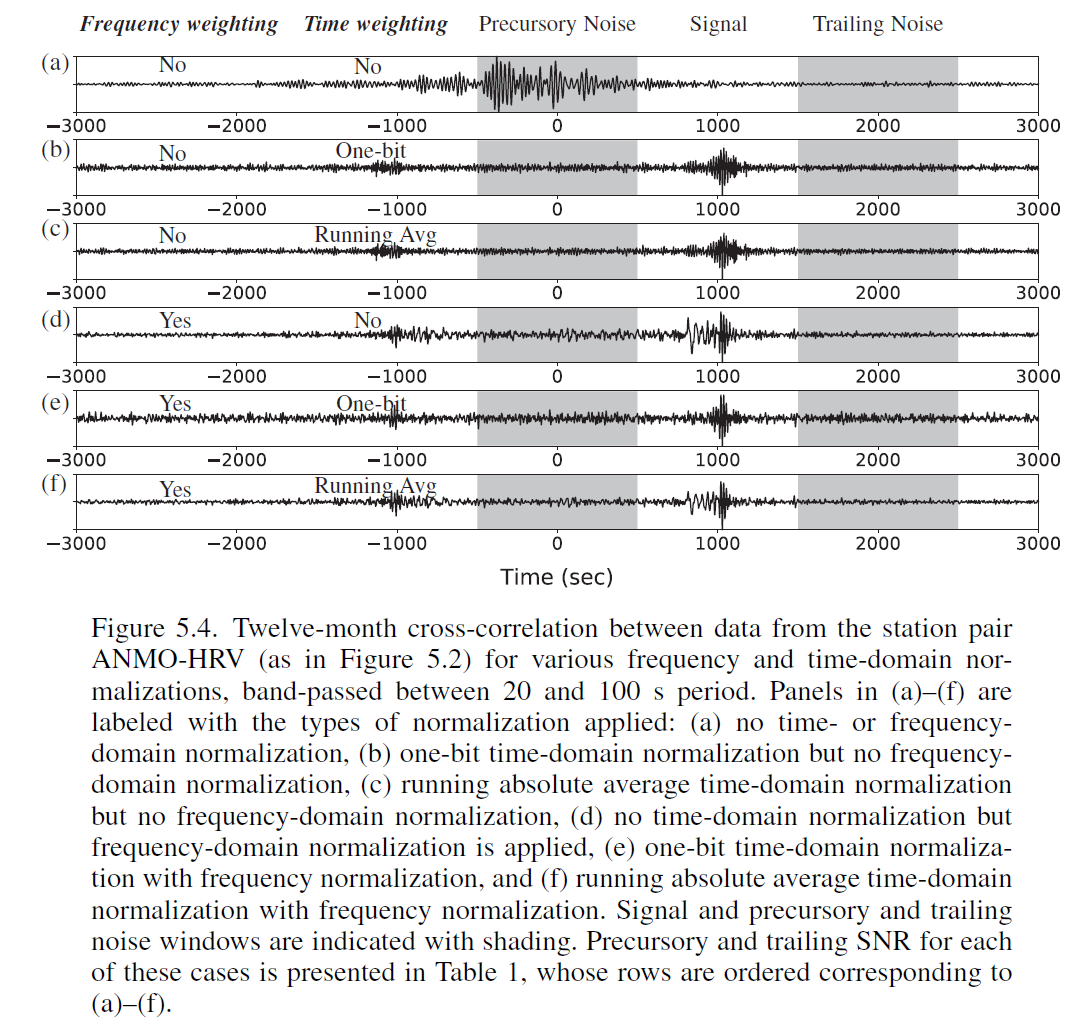 Frequency weighting Time weighting Precursory Noise Signal Trailing Noise
(a) No No
−3000 −2000 −1000 0 1000 2000 3000
(b) No One-bit
−3000 −2000 −1000 0 1000 2000 3000
(c) No Running Avg
−3000 −2000 −1000 0 1000 2000 3000
(d) Yes No
−3000 −2000 −1000 0 1000 2000 3000
(e) Yes One-bit
−3000 −2000 −1000 0 1000 2000 3000
(f) Yes Running Avg
−3000 −2000 −1000 0 1000 2000 3000
Time (sec)
Figure 5.4. Twelve-month cross-correlation between data from the station pair
ANMO-HRV (as in Figure 5.2) for various frequency and time-domain nor-
malizations, band-passed between 20 and 100 s period. Panels in (a)–(f) are
labeled with the types of normalization applied: (a) no time- or frequency-
domain normalization, (b) one-bit time-domain normalization but no frequency-
domain normalization, (c) running absolute average time-domain normalization
but no frequency-domain normalization, (d) no time-domain normalization but
frequency-domain normalization is applied, (e) one-bit time-domain normaliza-
tion with frequency normalization, and (f) running absolute average time-domain
normalization with frequency normalization. Signal and precursory and trailing
noise windows are indicated with shading. Precursory and trailing SNR for each
of these cases is presented in Table 1, whose rows are ordered corresponding to
(a)–(f).